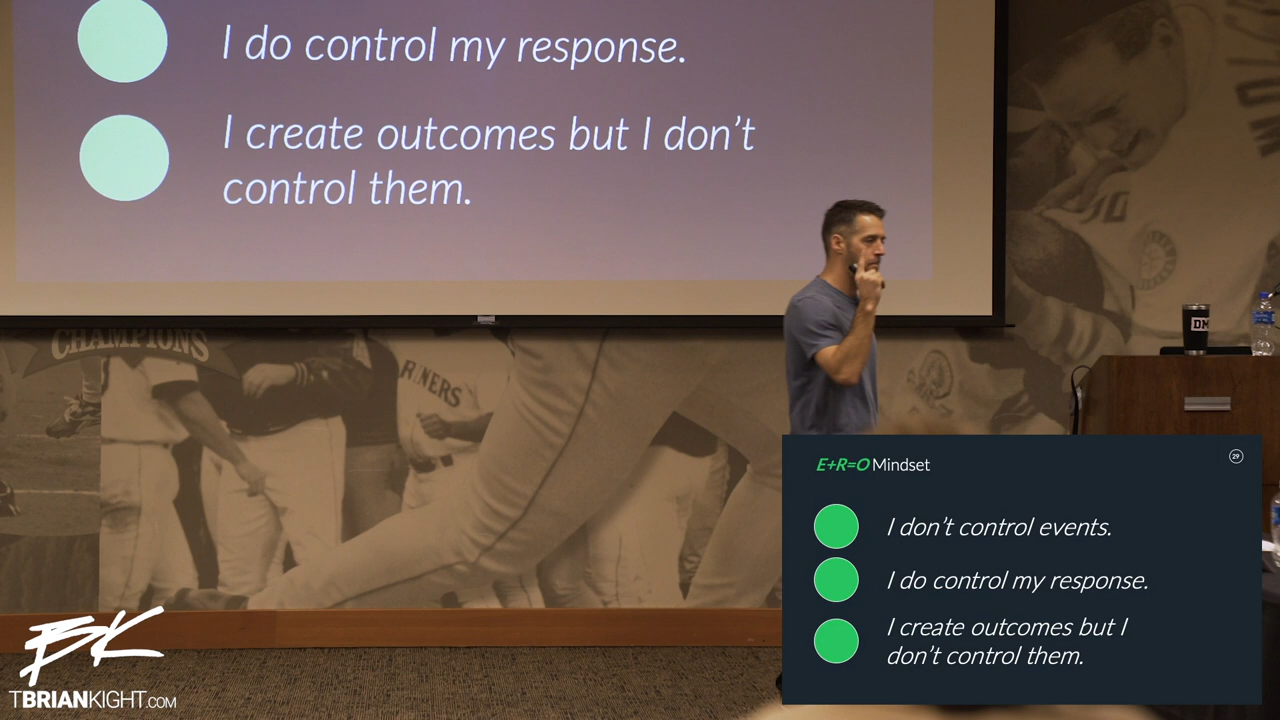 I do control my response.
I create outcomes but I don't
control them.
CHAMPIONS
DM
E+R=O Mindset
29
I don't control events.
I do control my response.
I create outcomes but I
don't control them.
BK
TBRIANKIGHT.COM